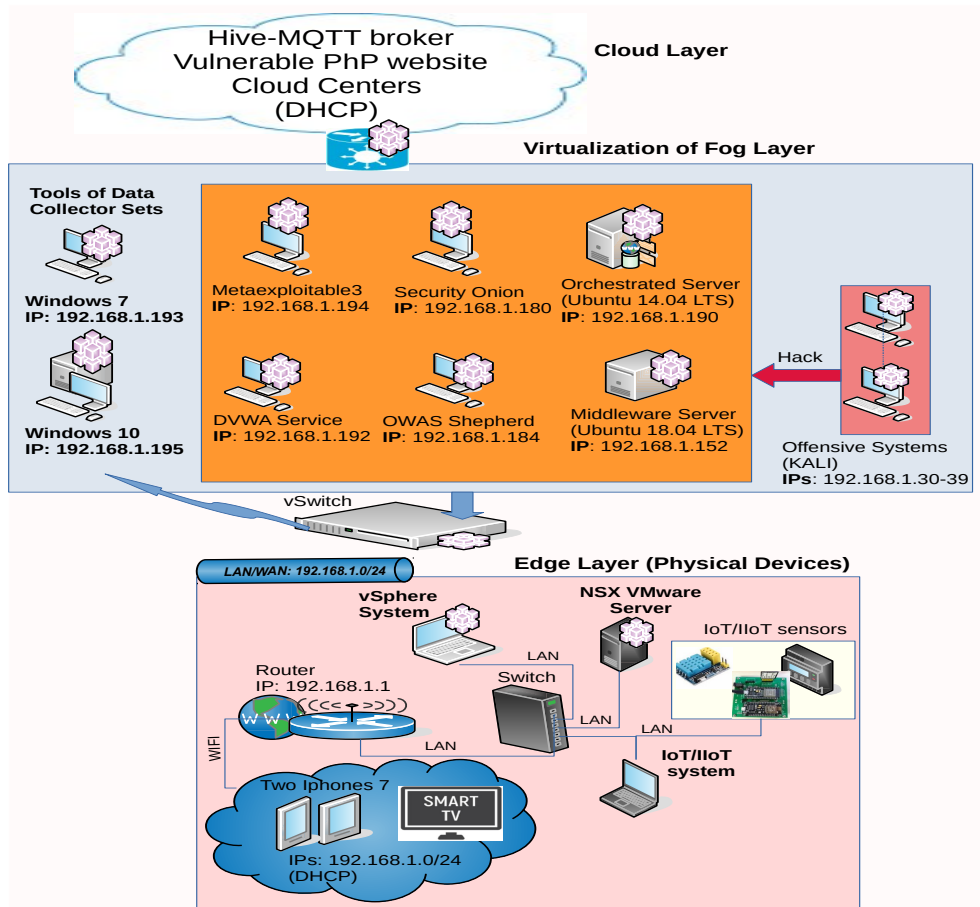 Hive-MQTT broker
Vulnerable PhP website
Cloud Centers
(DHCP)
Cloud Layer
Virtualization of Fog Layer
Tools of Data
Collector Sets
Windows 7
IP: 192.168.1.193
Windows 10
IP: 192.168.1.195
Metaexploitable3
IP: 192.168.1.194
Security Onion
IP: 192.168.1.180
Orchestrated Server
(Ubuntu 14.04 LTS)
IP: 192.168.1.190
DVWA Service
IP: 192.168.1.192
OWAS Shepherd
IP: 192.168.1.184
Middleware Server
(Ubuntu 18.04 LTS)
IP: 192.168.1.152
Hack
Offensive Systems
(KALI)
IPs: 192.168.1.30-39
vSwitch
LAN/WAN: 192.168.1.0/24
Edge Layer (Physical Devices)
vSphere
System
NSX VMware
Server
IoT/IIoT sensors
LAN
Router
IP: 192.168.1.1
Switch
LAN
W W
LAN
LAN
WIFI
IoT/IIoT
system
Two Iphones 7
SMART
TV
IPs: 192.168.1.0/24
(DHCP)